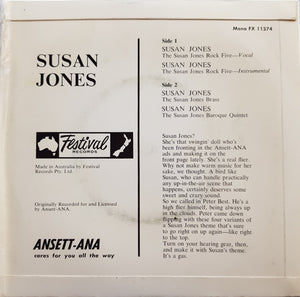 Mono FX 11374
SUSAN
JONES
Festival
RECORDS
Made in Australia by Festival
Records Pty. Ltd.
Originally Recorded for and Licensed
by Ansett-ANA.
ANSETT-ANA
cares for you all the way
Side 1
SUSAN JONES
The Susan Jones Rock Five—Vocal
SUSAN JONES
The Susan Jones Rock Five—Instrumental
Side 2
SUSAN JONES
The Susan Jones Brass
SUSAN JONES
The Susan Jones Baroque Quintet
Susan Jones?
She's that swingin' doll who's
been fronting in the Ansett-ANA
ads and making it on the
front page lately. She's a real flier.
Why not make warm music for her
sake, we thought. A bird like
Susan, who can handle practically
any up-in-the-air scene that
happens, certainly deserves some
sweet and crazy sound.
So we called in Peter Best. He's a
high flier himself, being always up
in the clouds. Peter came down
flipping with these four variants of
a Susan Jones theme that's sure
to go right on up again—like right
to the top.
Turn on your hearing gear, then,
and make it with Susan Jones.
It's a gas.